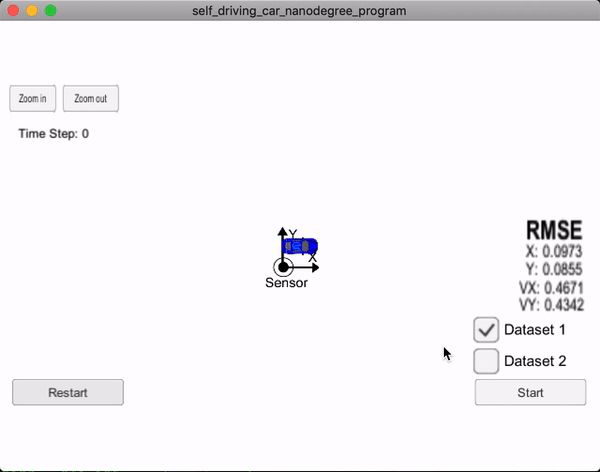 self_driving_car_nanodegree_program
Zoom in
Zoom out
Time Step: 0
Y
X
Sensor
RMSE
X: 0.0973
Y: 0.0855
VX: 0.4671
VY: 0.4342
Dataset 1
Dataset 2
Restart
Start